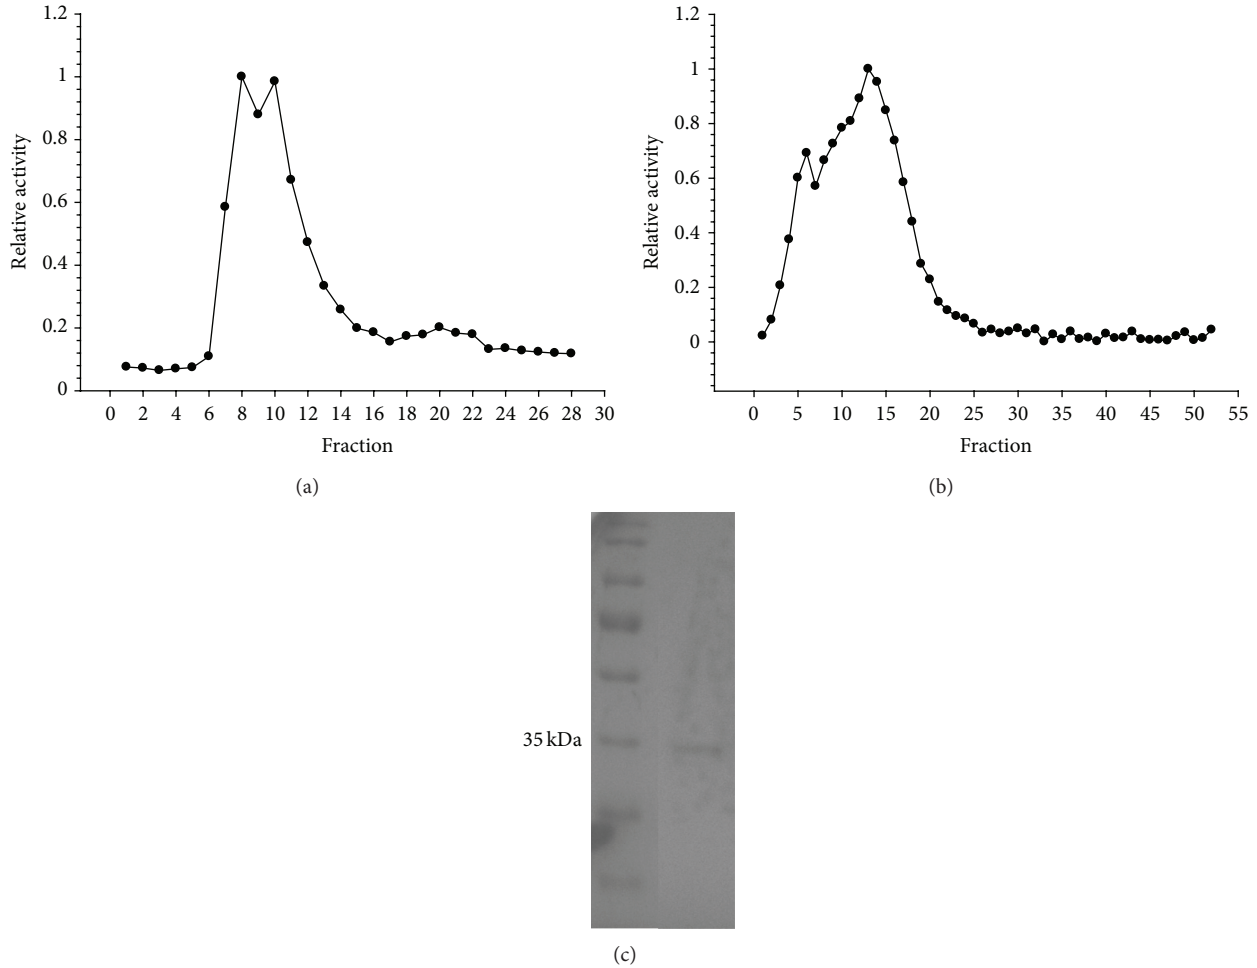 1.2
1
0.8
0.6
0.4
0.2
0
Relative activity
0 2 4 6 8 10 12 14 16 18 20 22 24 26 28 30
Fraction
(a)
1.2
1
0.8
0.6
0.4
0.2
0
Relative activity
0 5 10 15 20 25 30 35 40 45 50 55
Fraction
(b)
35 kDa
(c)